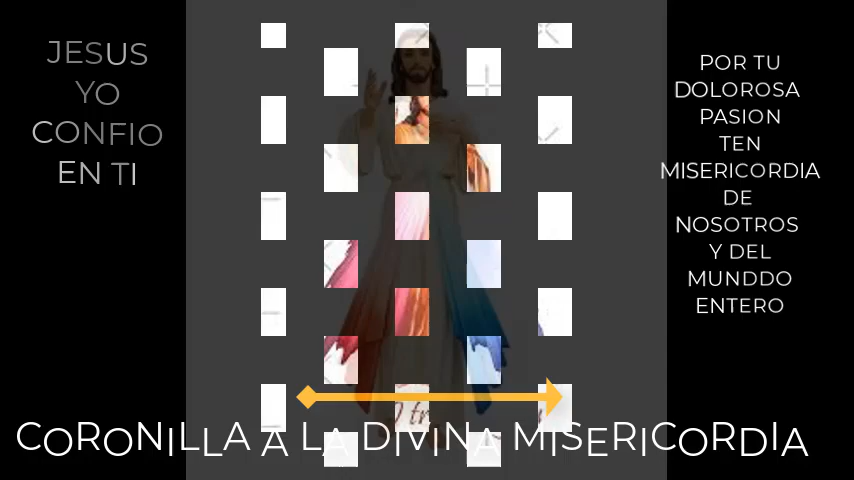 JESUS
YO
CONFIO
EN TI
POR TU
DOLOROSA
PASION
TEN
MISERICORDIA
DE
NOSOTROS
Y DEL
MUNDDO
ENTERO
CORONILLA A LA DIVINA MISERICORDIA